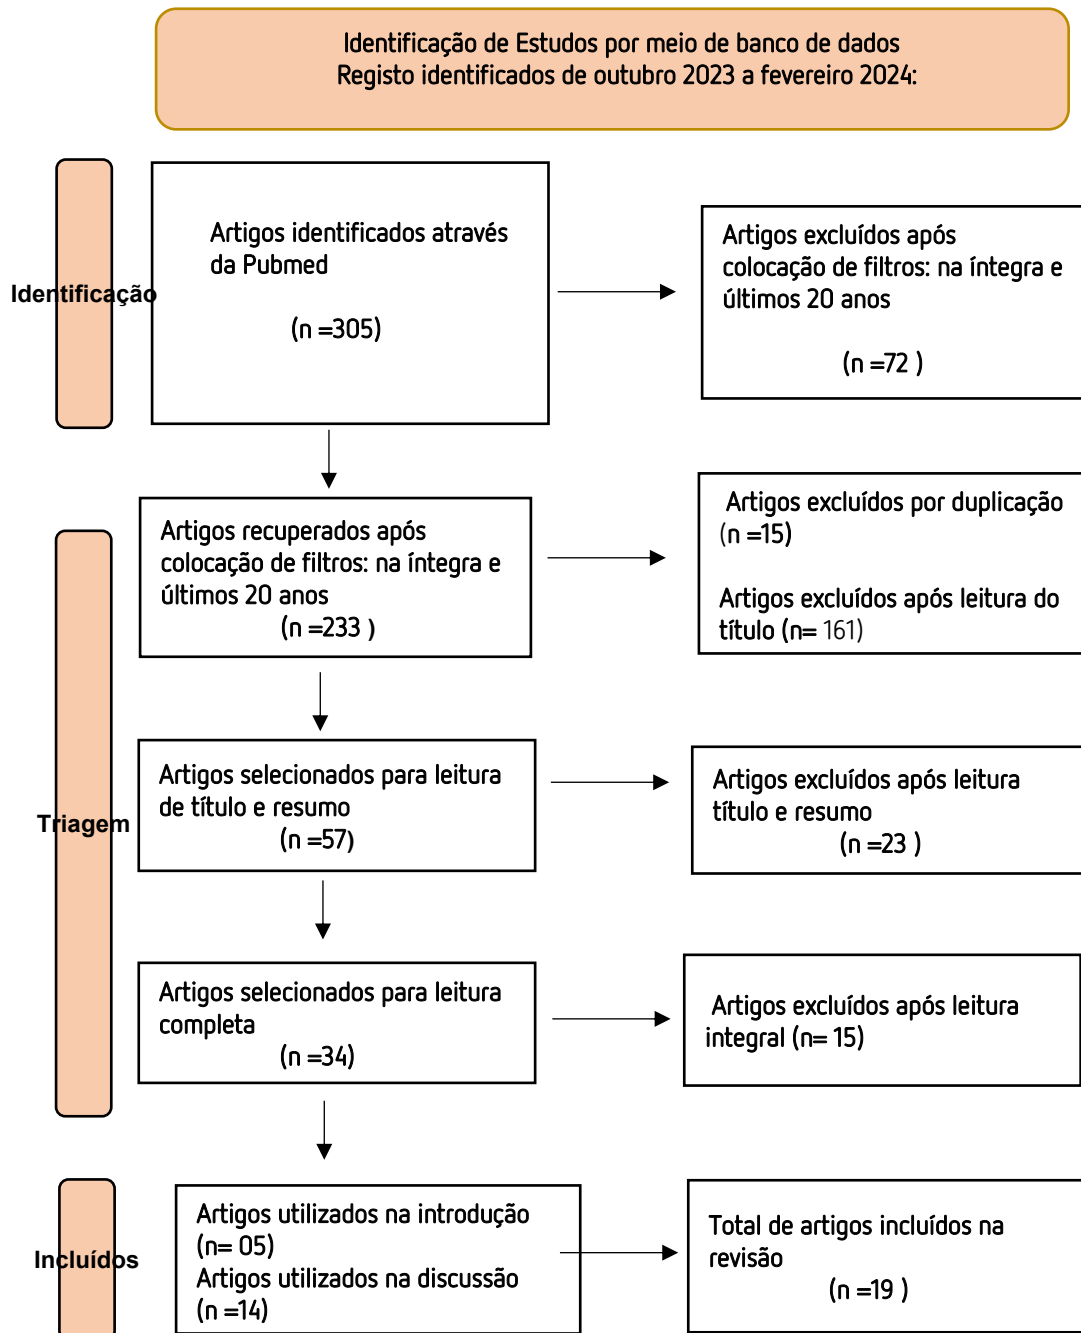 Identificação de Estudos por meio de banco de dados
Registo identificados de outubro 2023 a fevereiro 2024:
Identificação
Artigos identificados através
da Pubmed
(n =305)
Artigos excluídos após
colocação de filtros: na íntegra e
últimos 20 anos
(n =72 )
Triagem
Artigos recuperados após
colocação de filtros: na íntegra e
últimos 20 anos
(n =233 )
Artigos excluídos por duplicação
(n =15)
Artigos excluídos após leitura do
título (n= 161)
Artigos selecionados para leitura
de título e resumo
(n =57)
Artigos excluídos após leitura
título e resumo
(n =23 )
Artigos selecionados para leitura
completa
(n =34)
Artigos excluídos após leitura
integral (n= 15)
Incluídos
Artigos utilizados na introdução
(n= 05)
Artigos utilizados na discussão
(n =14)
Total de artigos incluídos na
revisão
(n =19 )